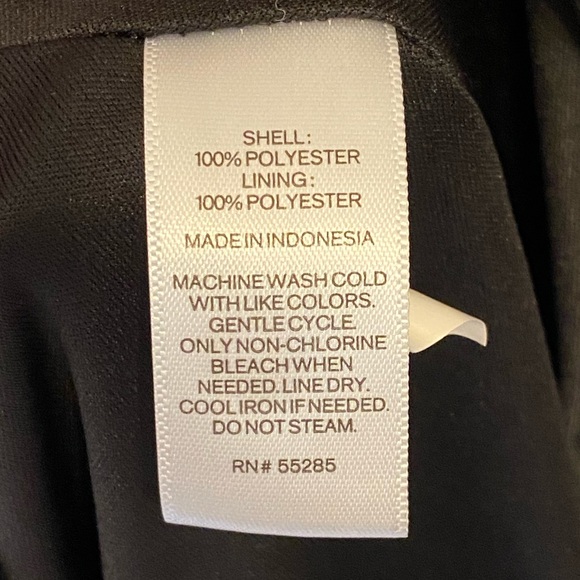 SHELL:
100% POLYESTER
LINING:
100% POLYESTER
MADE IN INDONESIA
MACHINE WASH COLD
WITH LIKE COLORS.
GENTLE CYCLE.
ONLY NON-CHLORINE
BLEACH WHEN
NEEDED. LINE DRY.
COOL IRON IF NEEDED.
DO NOT STEAM.
RN# 55285